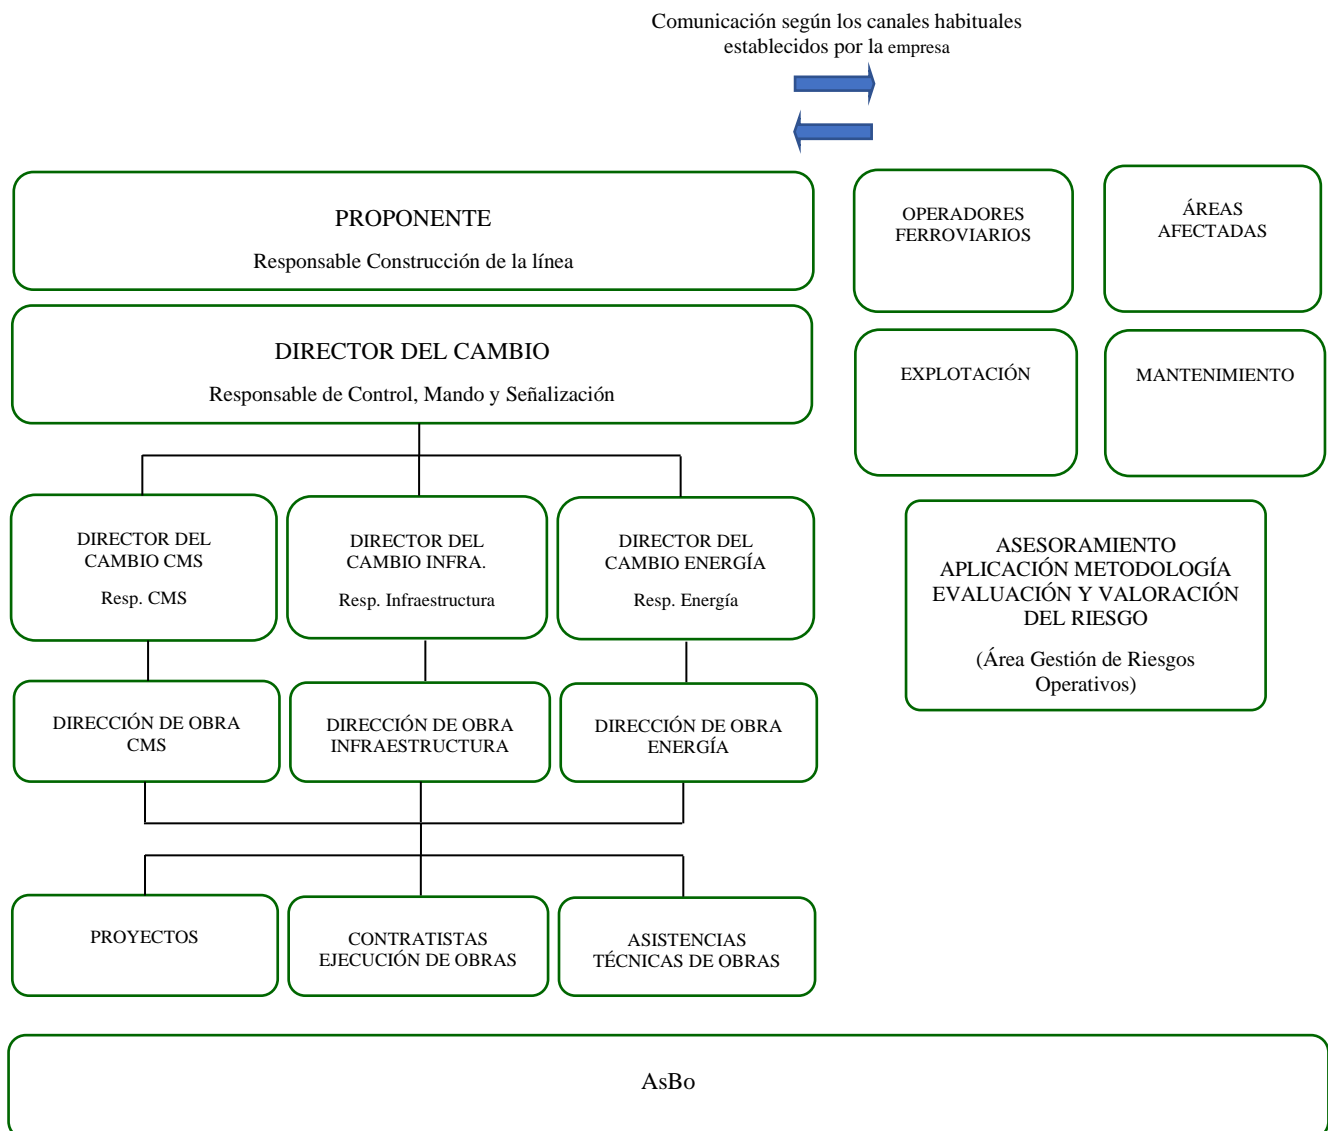 Comunicación según los canales habituales
establecidos por la empresa
PROPONENTE
Responsable Construcción de la línea
OPERADORES
FERROVIARIOS
ÁREAS
AFECTADAS
DIRECTOR DEL CAMBIO
Responsable de Control, Mando y Señalización
EXPLOTACIÓN
MANTENIMIENTO
DIRECTOR DEL
CAMBIO CMS
Resp. CMS
DIRECTOR DEL
CAMBIO INFRA.
Resp. Infraestructura
DIRECTOR DEL
CAMBIO ENERGÍA
Resp. Energía
ASESORAMIENTO
APLICACIÓN METODOLOGÍA
EVALUACIÓN Y VALORACIÓN
DEL RIESGO
(Área Gestión de Riesgos
Operativos)
DIRECCIÓN DE OBRA
CMS
DIRECCIÓN DE OBRA
INFRAESTRUCTURA
DIRECCIÓN DE OBRA
ENERGÍA
PROYECTOS
CONTRATISTAS
EJECUCIÓN DE OBRAS
ASISTENCIAS
TÉCNICAS DE OBRAS
AsBo